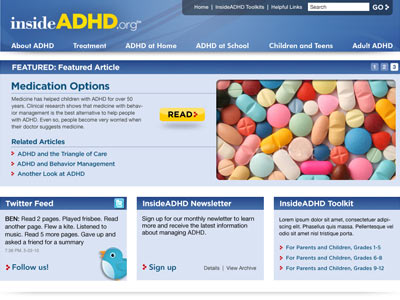 Home | InsideADHD Toolkits | Helpful Links Search GO
insideADHD.org™
About ADHD Treatment ADHD at Home ADHD at School Children and Teens Adult ADHD
FEATURED: Featured Article 1 2 3
Medication Options
Medicine has helped children with ADHD for over 50
years. Clinical research shows that medicine with behav-
ior management is the best alternative to help people
with ADHD. Even so, people become very worried when
their doctor suggests medicine.
READ
Related Articles
ADHD and the Triangle of Care
ADHD and Behavior Management
Another Look at ADHD
Twitter Feed
BEN: Read 2 pages. Played frisbee. Read
another page. Flew a kite. Listened to
music. Read 5 more pages. Gave up and
asked a friend for a summary
Follow us!
InsideADHD Newsletter
Sign up for our monthly newsletter to learn
more and receive the latest information
about managing ADHD.
Sign up Details | View Archive
InsideADHD Toolkit
Lorem ipsum dolor sit amet, consectetuer adipi-
scing elit. Phasellus massa purus, Pellentesque vel
odio sit amet nisl tristique porta.
For Parents and Children, Grades 1-5
For Parents and Children, Grades 6-8
For Parents and Children, Grades 9-12